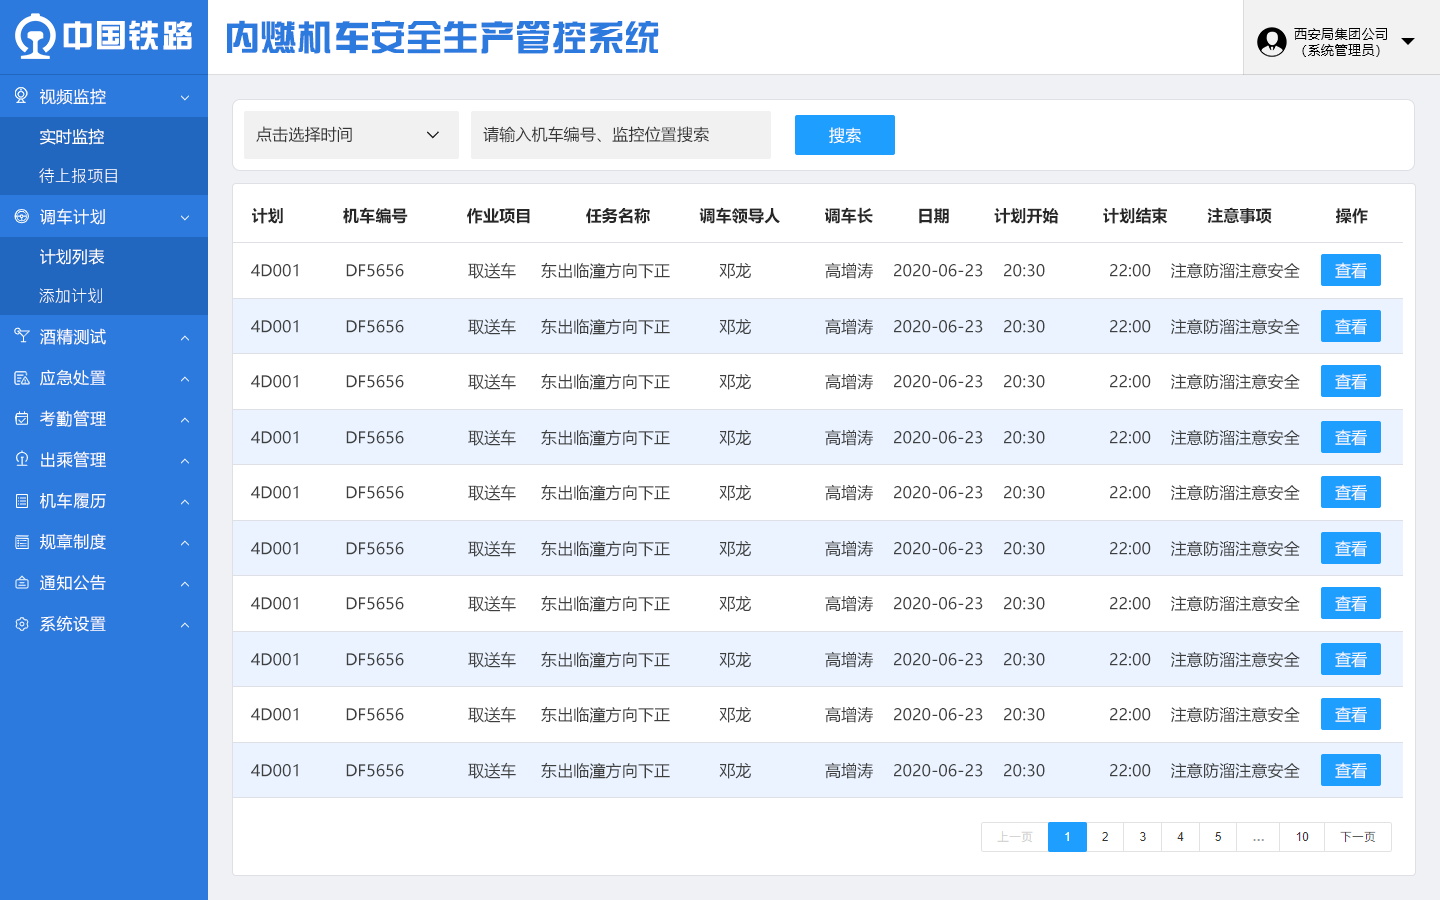 中国铁路
内燃机车安全生产管控系统
西安局集团公司
（系统管理员）
视频监控
实时监控
待上报项目
调车计划
计划列表
添加计划
酒精测试
应急处置
考勤管理
出乘管理
机车履历
规章制度
通知公告
系统设置
点击选择时间
请输入机车编号、监控位置搜索
搜索
计划 机车编号 作业项目 任务名称 调车领导人 调车长 日期 计划开始 计划结束 注意事项 操作
4D001 DF5656 取送车 东出临潼方向下正 邓龙 高增涛 2020-06-23 20:30 22:00 注意防溜注意安全 查看
4D001 DF5656 取送车 东出临潼方向下正 邓龙 高增涛 2020-06-23 20:30 22:00 注意防溜注意安全 查看
4D001 DF5656 取送车 东出临潼方向下正 邓龙 高增涛 2020-06-23 20:30 22:00 注意防溜注意安全 查看
4D001 DF5656 取送车 东出临潼方向下正 邓龙 高增涛 2020-06-23 20:30 22:00 注意防溜注意安全 查看
4D001 DF5656 取送车 东出临潼方向下正 邓龙 高增涛 2020-06-23 20:30 22:00 注意防溜注意安全 查看
4D001 DF5656 取送车 东出临潼方向下正 邓龙 高增涛 2020-06-23 20:30 22:00 注意防溜注意安全 查看
4D001 DF5656 取送车 东出临潼方向下正 邓龙 高增涛 2020-06-23 20:30 22:00 注意防溜注意安全 查看
4D001 DF5656 取送车 东出临潼方向下正 邓龙 高增涛 2020-06-23 20:30 22:00 注意防溜注意安全 查看
4D001 DF5656 取送车 东出临潼方向下正 邓龙 高增涛 2020-06-23 20:30 22:00 注意防溜注意安全 查看
4D001 DF5656 取送车 东出临潼方向下正 邓龙 高增涛 2020-06-23 20:30 22:00 注意防溜注意安全 查看
上一页 1 2 3 4 5 ... 10 下一页